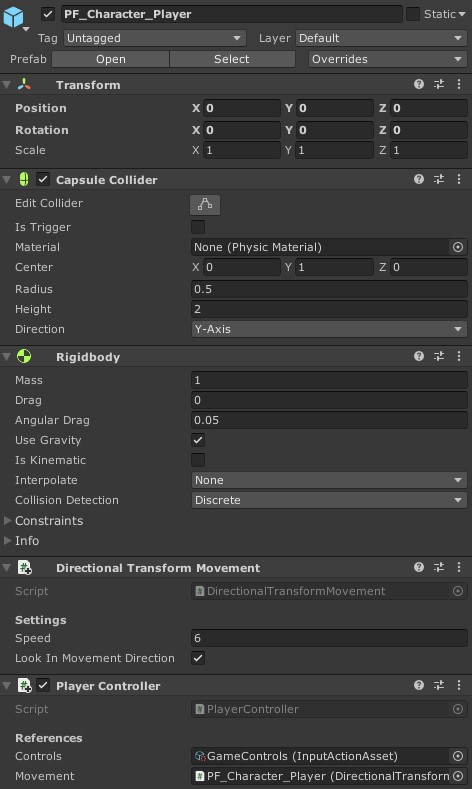 PF_Character_Player Static
Tag Untagged Layer Default
Prefab Open Select Overrides
Transform
Position X 0 Y 0 Z 0
Rotation X 0 Y 0 Z 0
Scale X 1 Y 1 Z 1
Capsule Collider
Edit Collider
Is Trigger
Material None (Physic Material)
Center X 0 Y 1 Z 0
Radius 0.5
Height 2
Direction Y-Axis
Rigidbody
Mass 1
Drag 0
Angular Drag 0.05
Use Gravity
Is Kinematic
Interpolate None
Collision Detection Discrete
Constraints
Info
Directional Transform Movement
Script DirectionalTransformMovement
Settings
Speed 6
Look In Movement Direction
Player Controller
Script PlayerController
References
Controls GameControls (InputActionAsset)
Movement PF_Character_Player (DirectionalTransforn